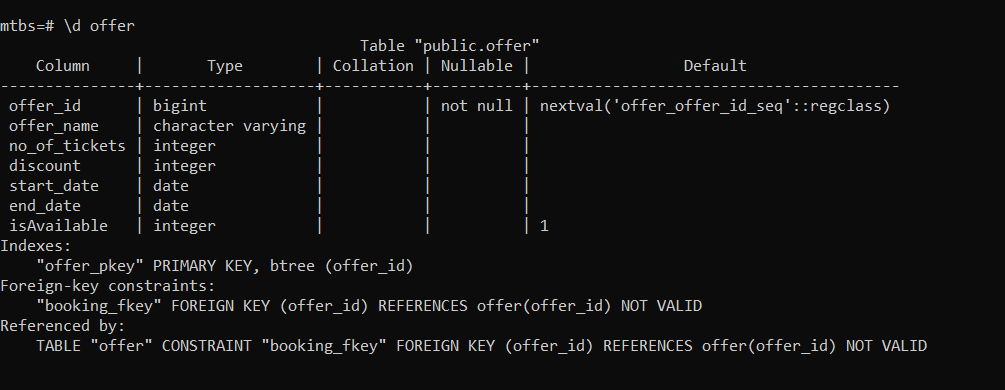 mtbs=# \d offer
                                       Table "public.offer"
    Column     |       Type        | Collation | Nullable |                 Default
---------------+-------------------+-----------+----------+-----------------------------------------
 offer_id      | bigint            |           | not null | nextval('offer_offer_id_seq'::regclass)
 offer_name    | character varying |           |          |
 no_of_tickets | integer           |           |          |
 discount      | integer           |           |          |
 start_date    | date              |           |          |
 end_date      | date              |           |          |
 isAvailable   | integer           |           |          | 1
Indexes:
    "offer_pkey" PRIMARY KEY, btree (offer_id)
Foreign-key constraints:
    "booking_fkey" FOREIGN KEY (offer_id) REFERENCES offer(offer_id) NOT VALID
Referenced by:
    TABLE "offer" CONSTRAINT "booking_fkey" FOREIGN KEY (offer_id) REFERENCES offer(offer_id) NOT VALID